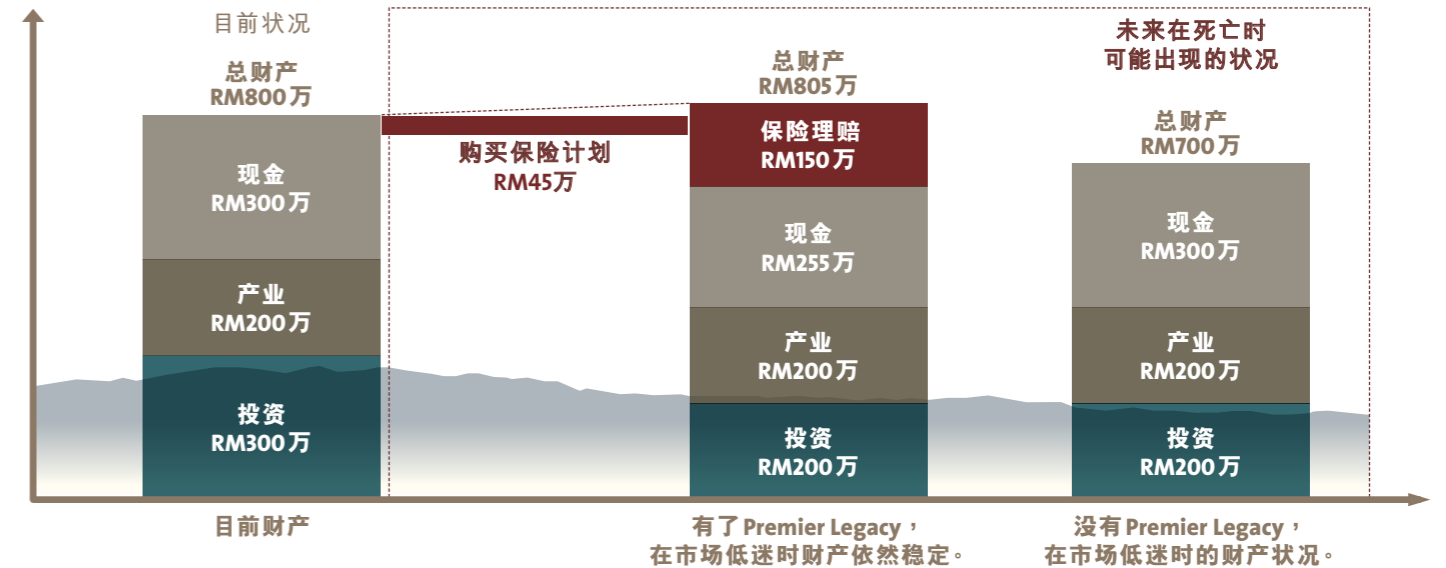 目前状况
总财产
RM800万
现金
RM300万
产业
RM200万
投资
RM300万
目前财产
购买保险计划
RM45万
未来在死亡时
可能出现的状况
总财产
RM805万
保险理赔
RM150万
现金
RM255万
产业
RM200万
投资
RM200万
有了Premier Legacy，
在市场低迷时财产依然稳定。
总财产
RM700万
现金
RM300万
产业
RM200万
投资
RM200万
没有Premier Legacy，
在市场低迷时的财产状况。